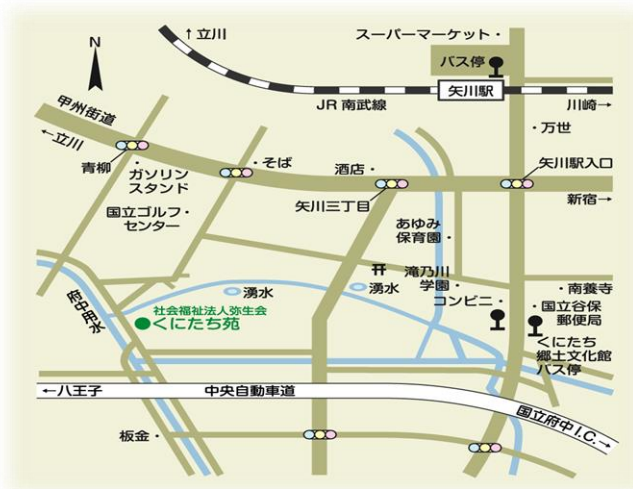 ↑立川
スーパーマーケット・
N
バス停
矢川駅
JR 南武線
川崎→
甲州街道
←立川
・万世
青柳
・ガソリン
スタンド
・そば
酒店・
矢川駅入口
矢川三丁目
新宿→
国立ゴルフ・
センター
あゆみ
保育園・
滝乃川
学園・
湧水
湧水
・南養寺
コンビニ・
・国立谷保
郵便局
府中用水
社会福祉法人弥生会
くにたち苑
くにたち
郷土文化館
バス停
←八王子
中央自動車道
国立府中I.C.→
板金・